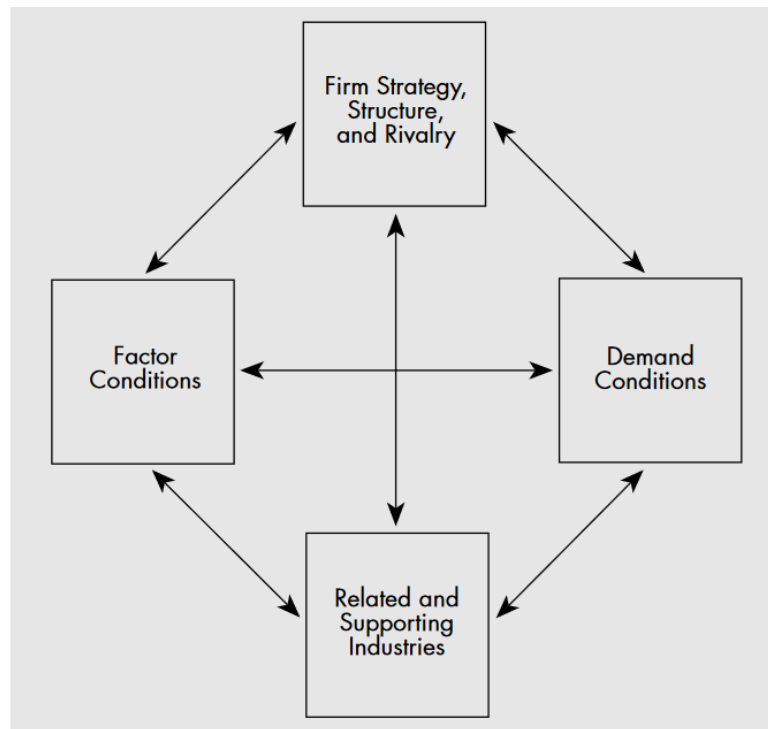 Firm Strategy,
Structure,
and Rivalry
Factor
Conditions
Demand
Conditions
Related and
Supporting
Industries